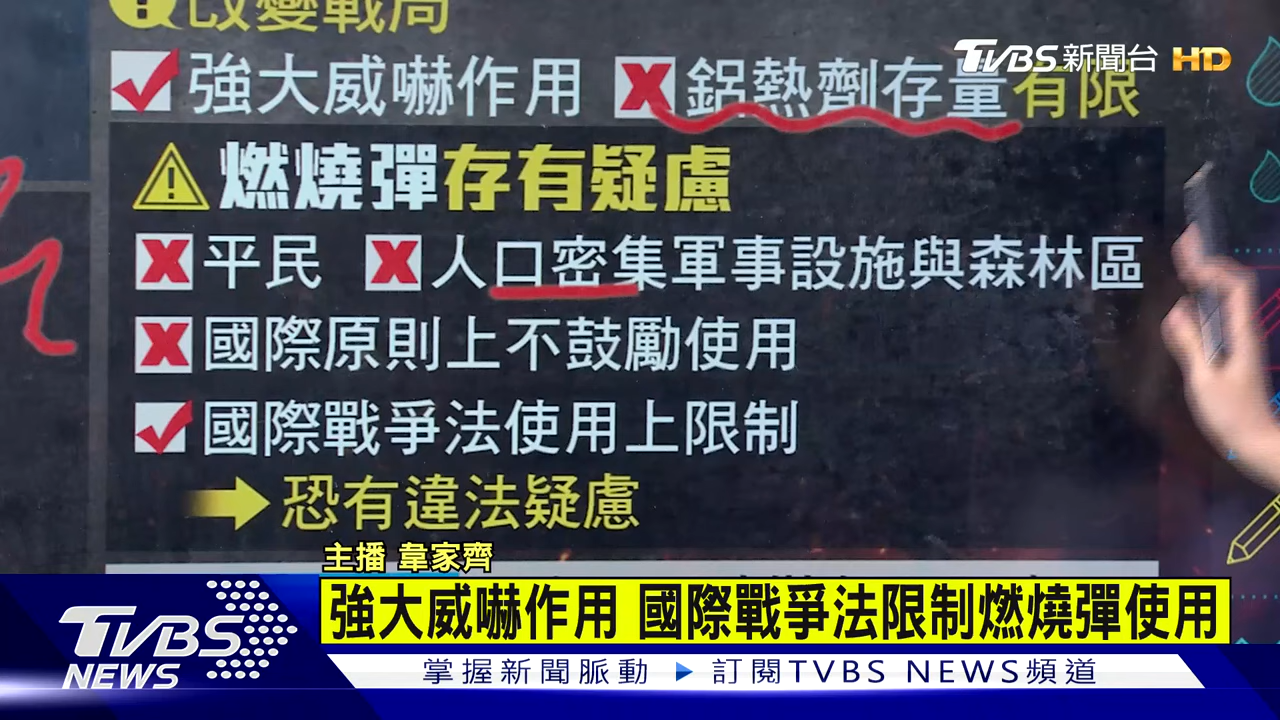 改變戰局
TVBS新聞台 HD
強大威嚇作用 鋁熱劑存量有限
燃燒彈存有疑慮
平民 人口密集軍事設施與森林區
國際原則上不鼓勵使用
國際戰爭法使用上限制
恐有違法疑慮
主播 韋家齊
強大威嚇作用 國際戰爭法限制燃燒彈使用
TVBS NEWS
掌握新聞脈動 訂閱TVBS NEWS頻道